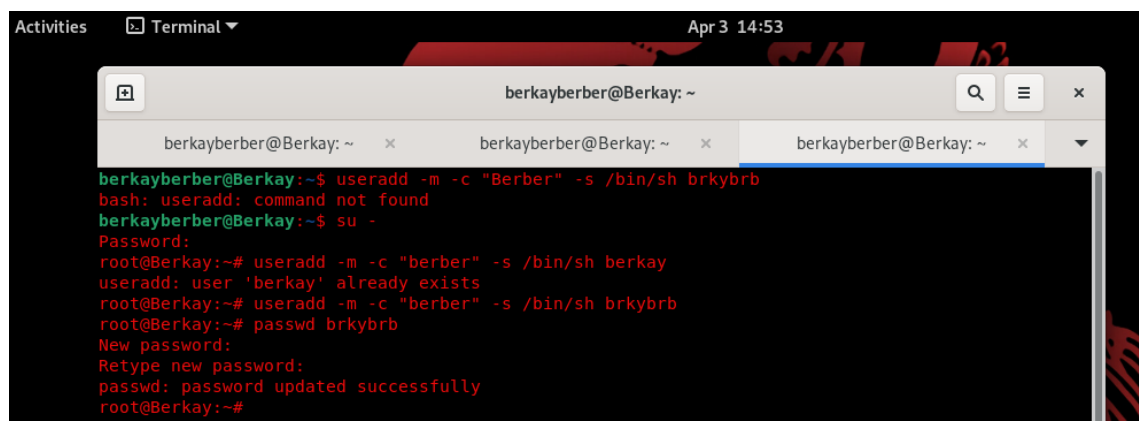 Activities Terminal Apr 3 14:53
berkayberber@Berkay: ~
berkayberber@Berkay: ~ berkayberber@Berkay: ~ berkayberber@Berkay: ~
berkayberber@Berkay:~$ useradd -m -c "Berber" -s /bin/sh brkybrb
bash: useradd: command not found
berkayberber@Berkay:~$ su -
Password:
root@Berkay:~# useradd -m -c "berber" -s /bin/sh berkay
useradd: user 'berkay' already exists
root@Berkay:~# useradd -m -c "berber" -s /bin/sh brkybrb
root@Berkay:~# passwd brkybrb
New password:
Retype new password:
passwd: password updated successfully
root@Berkay:~#